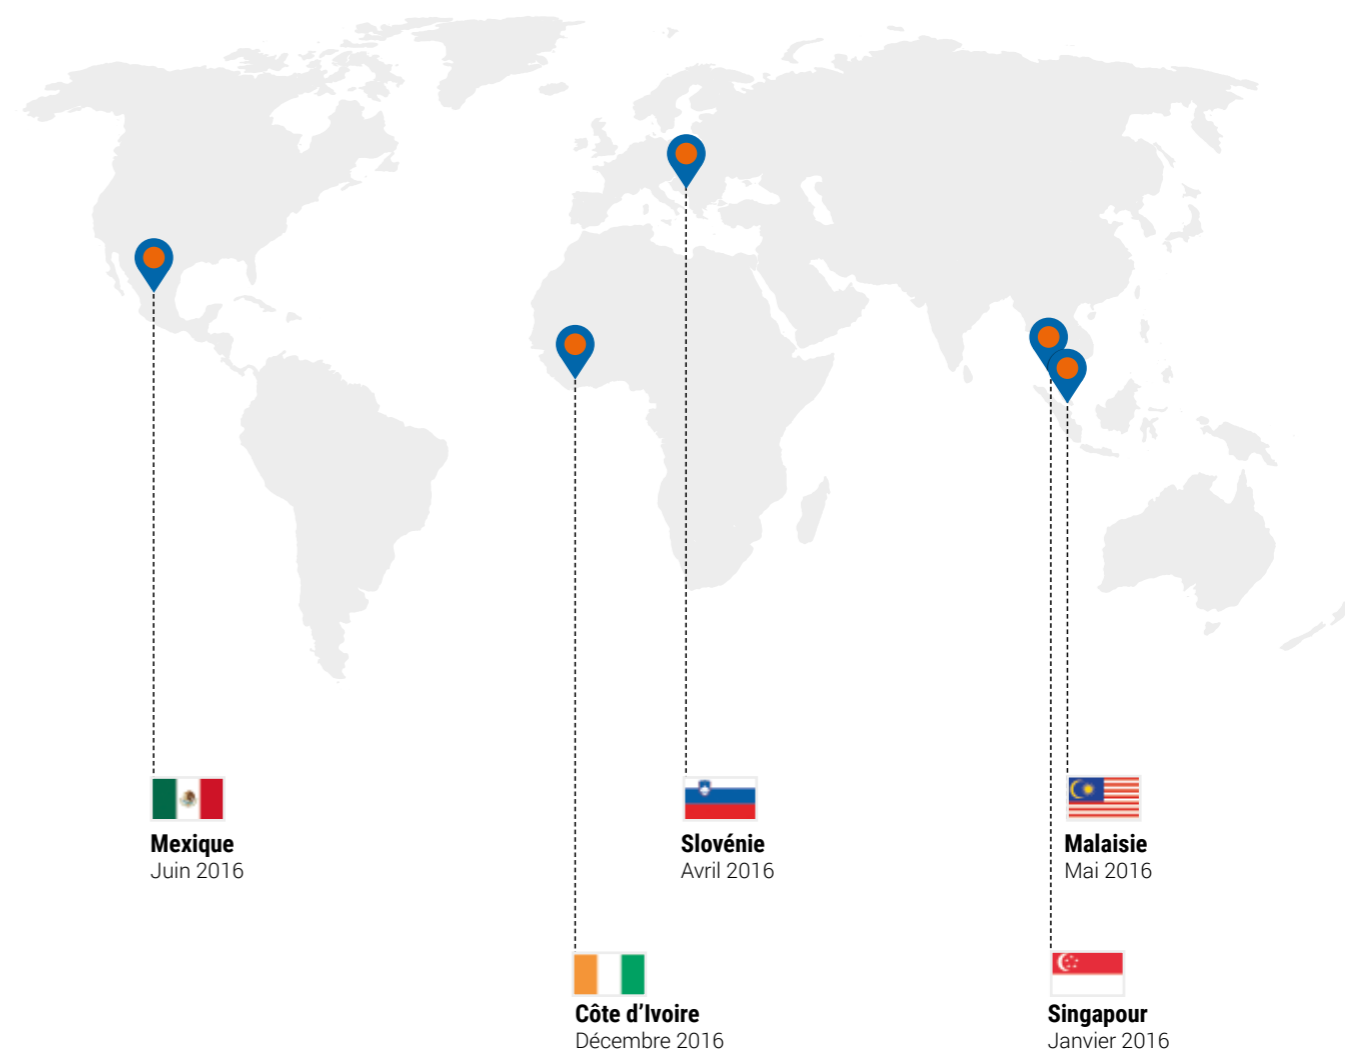 Mexique
Juin 2016
Slovénie
Avril 2016
Malaisie
Mai 2016
Côte d’Ivoire
Décembre 2016
Singapour
Janvier 2016